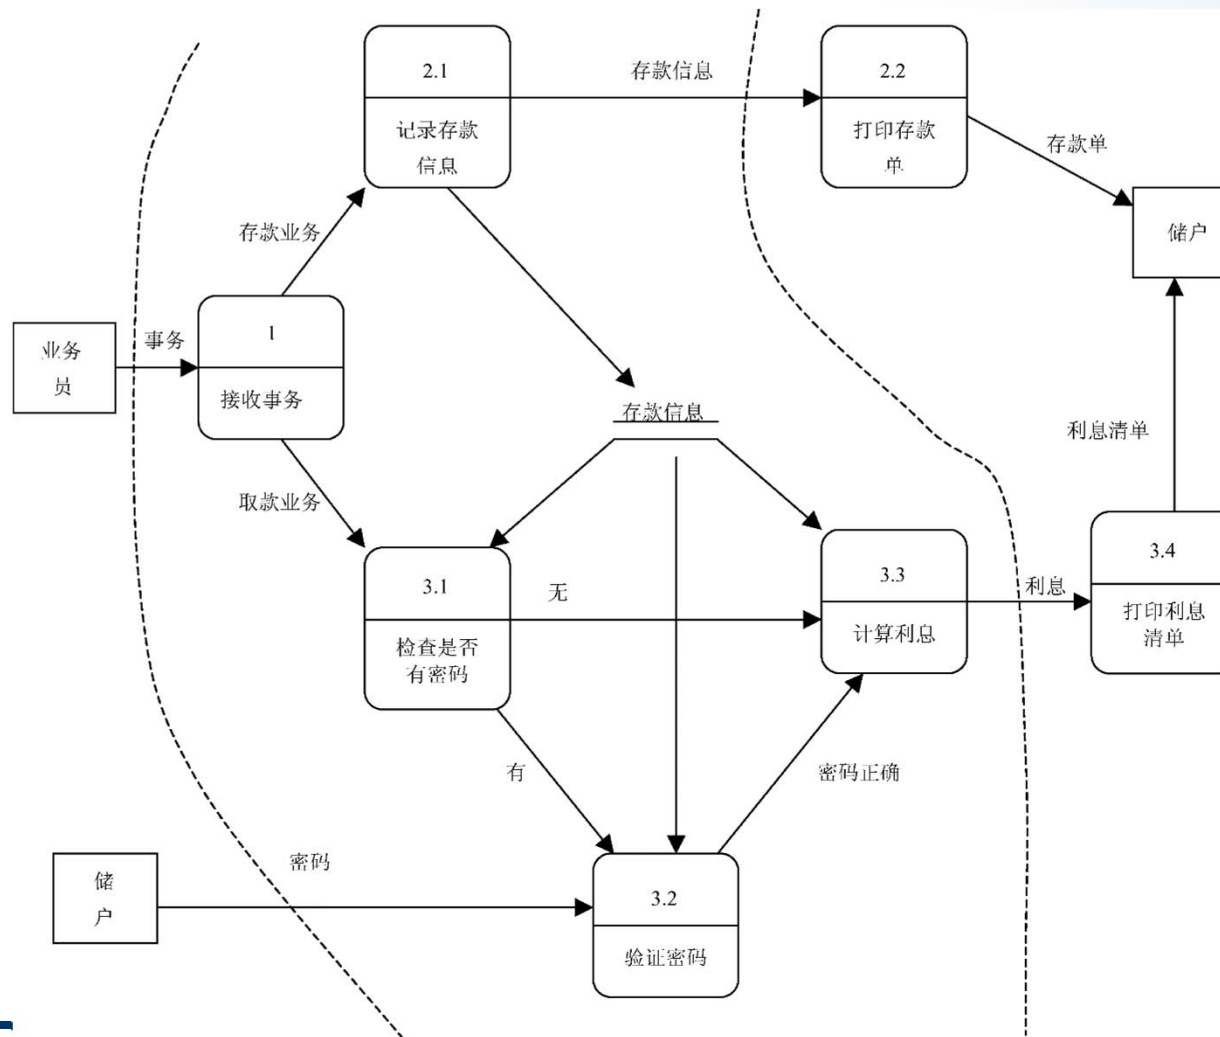 2.1
记录存款
信息
存款信息
2.2
打印存款
单
存款单
储户
存款业务
业务
员
事务
1
接收事务
存款信息
利息清单
取款业务
3.1
检查是否
有密码
无
3.3
计算利息
利息
3.4
打印利息
清单
有
密码正确
储
户
密码
3.2
验证密码